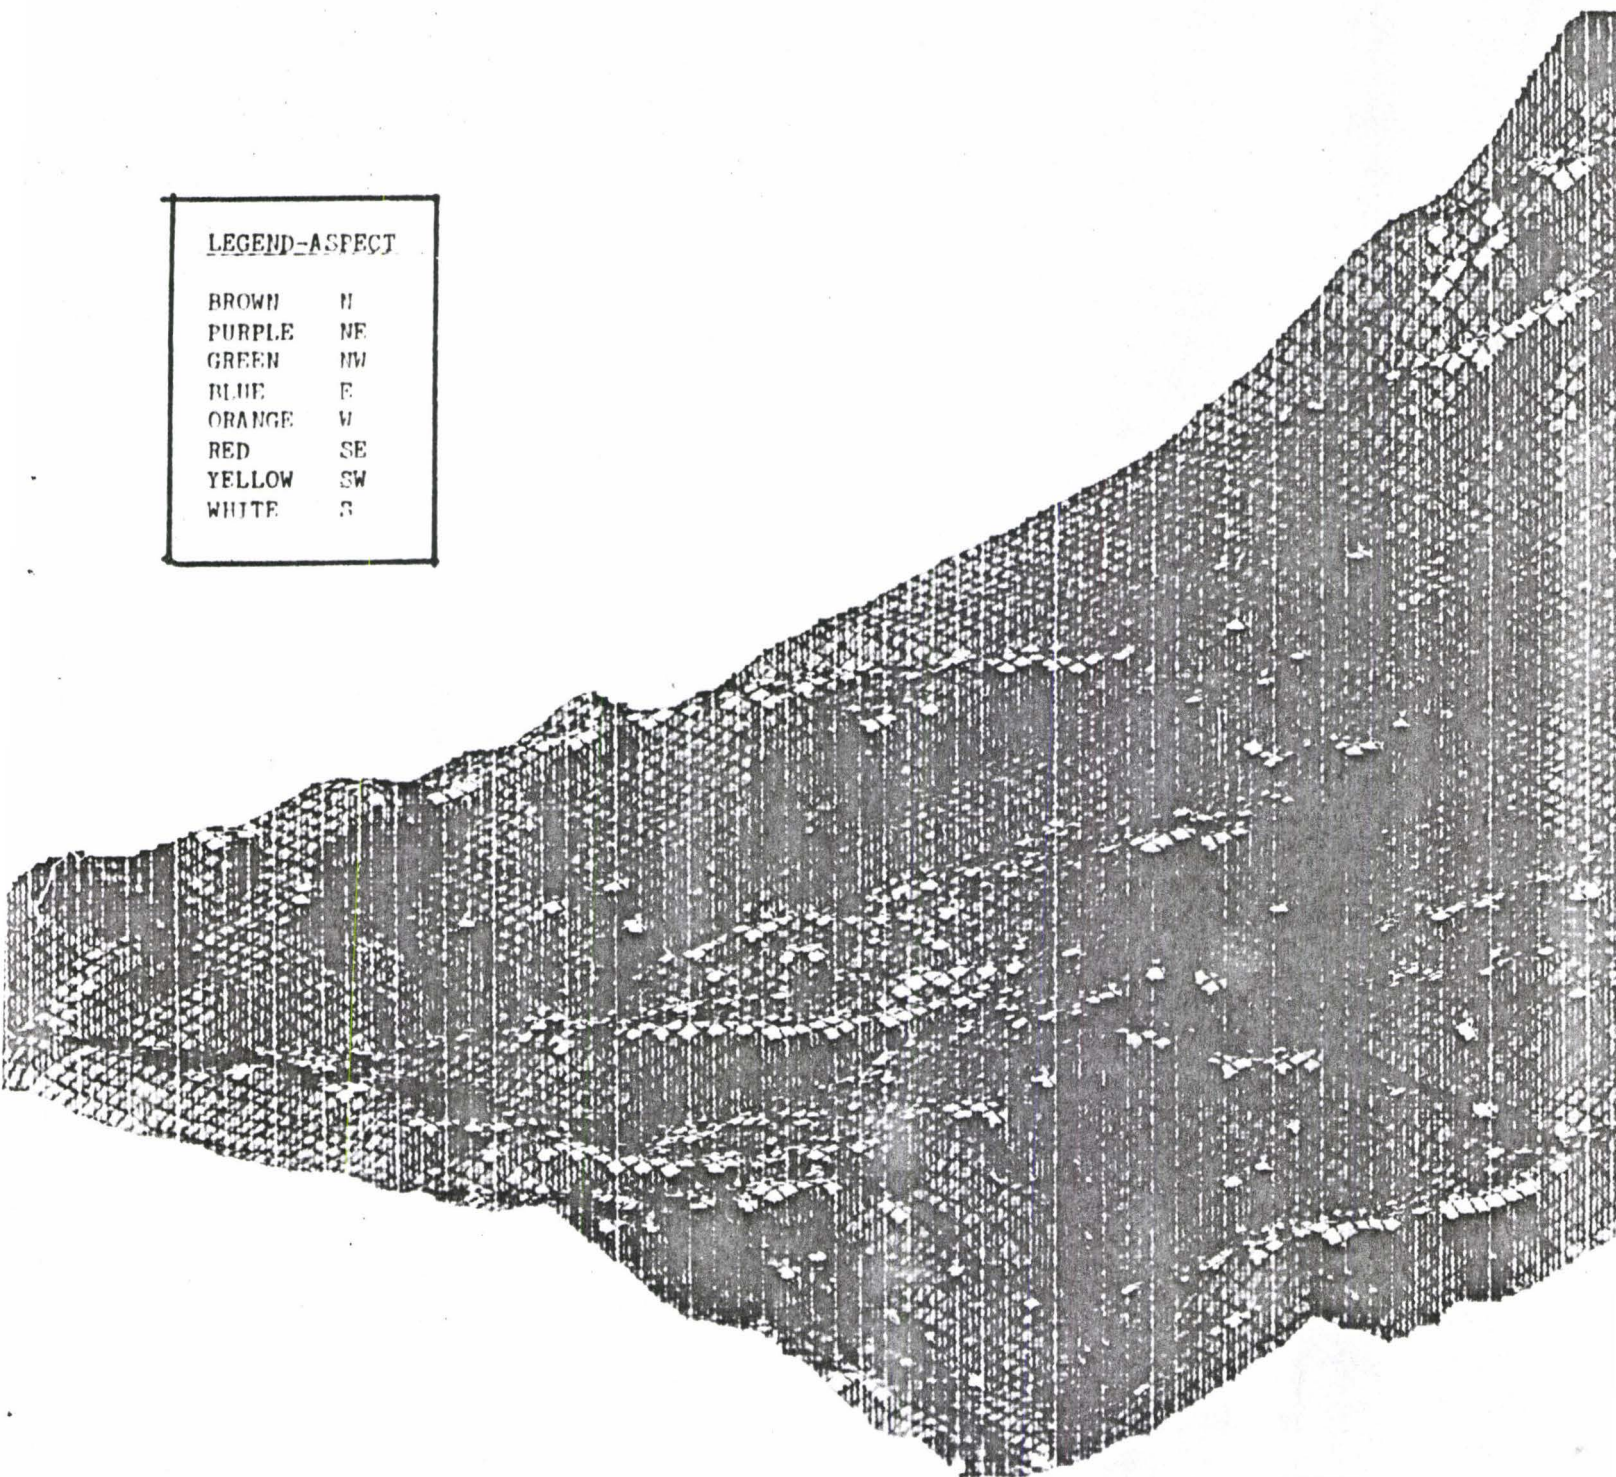 LEGEND-ASPECT
BROWN N
PURPLE NE
GREEN NW
BLUE E
ORANGE W
RED SE
YELLOW SW
WHITE S